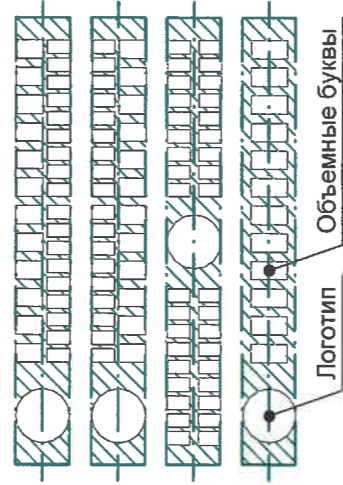 Логотип
Объемные буквы